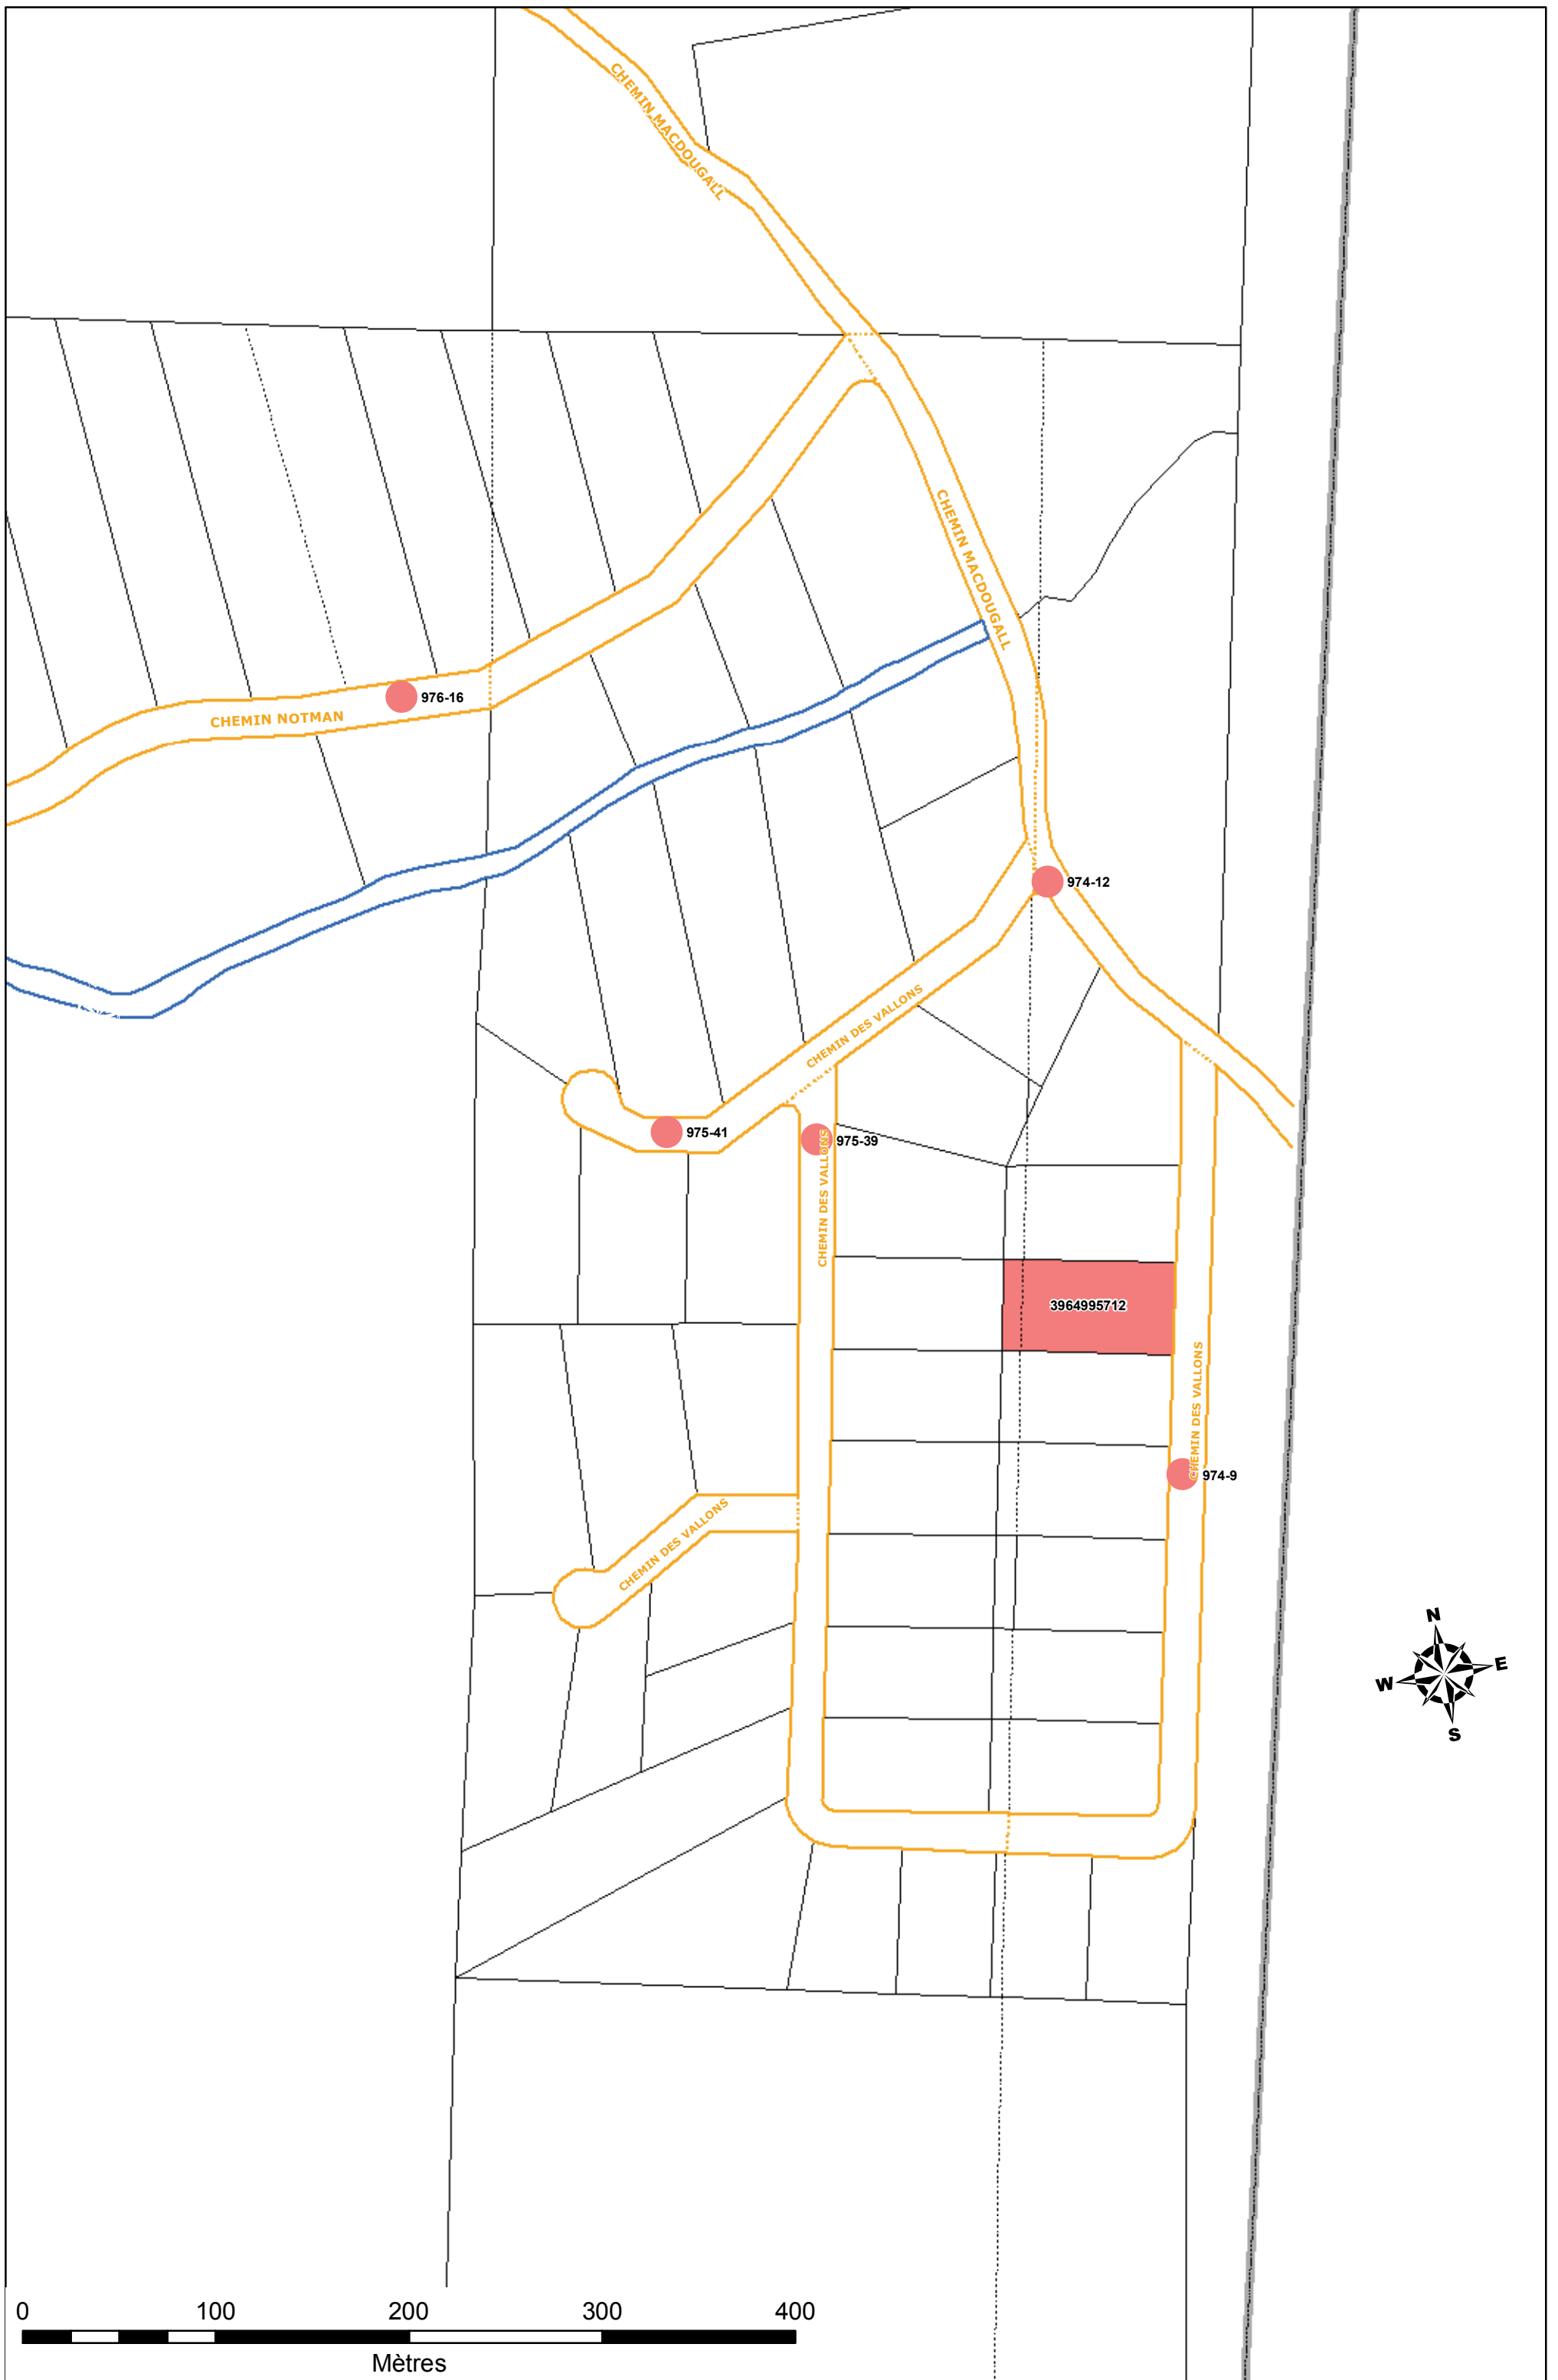 CHEMIN MACDOUGALL
CHEMIN MACDOUGALL
976-16
CHEMIN NOTMAN
974-12
CHEMIN DES VALLONS
975-41
975-39
CHEMIN DES VALLONS
3964995712
CHEMIN DES VALLONS
974-9
CHEMIN DES VALLONS
N
W
E
S
0 100 200 300 400
Mètres